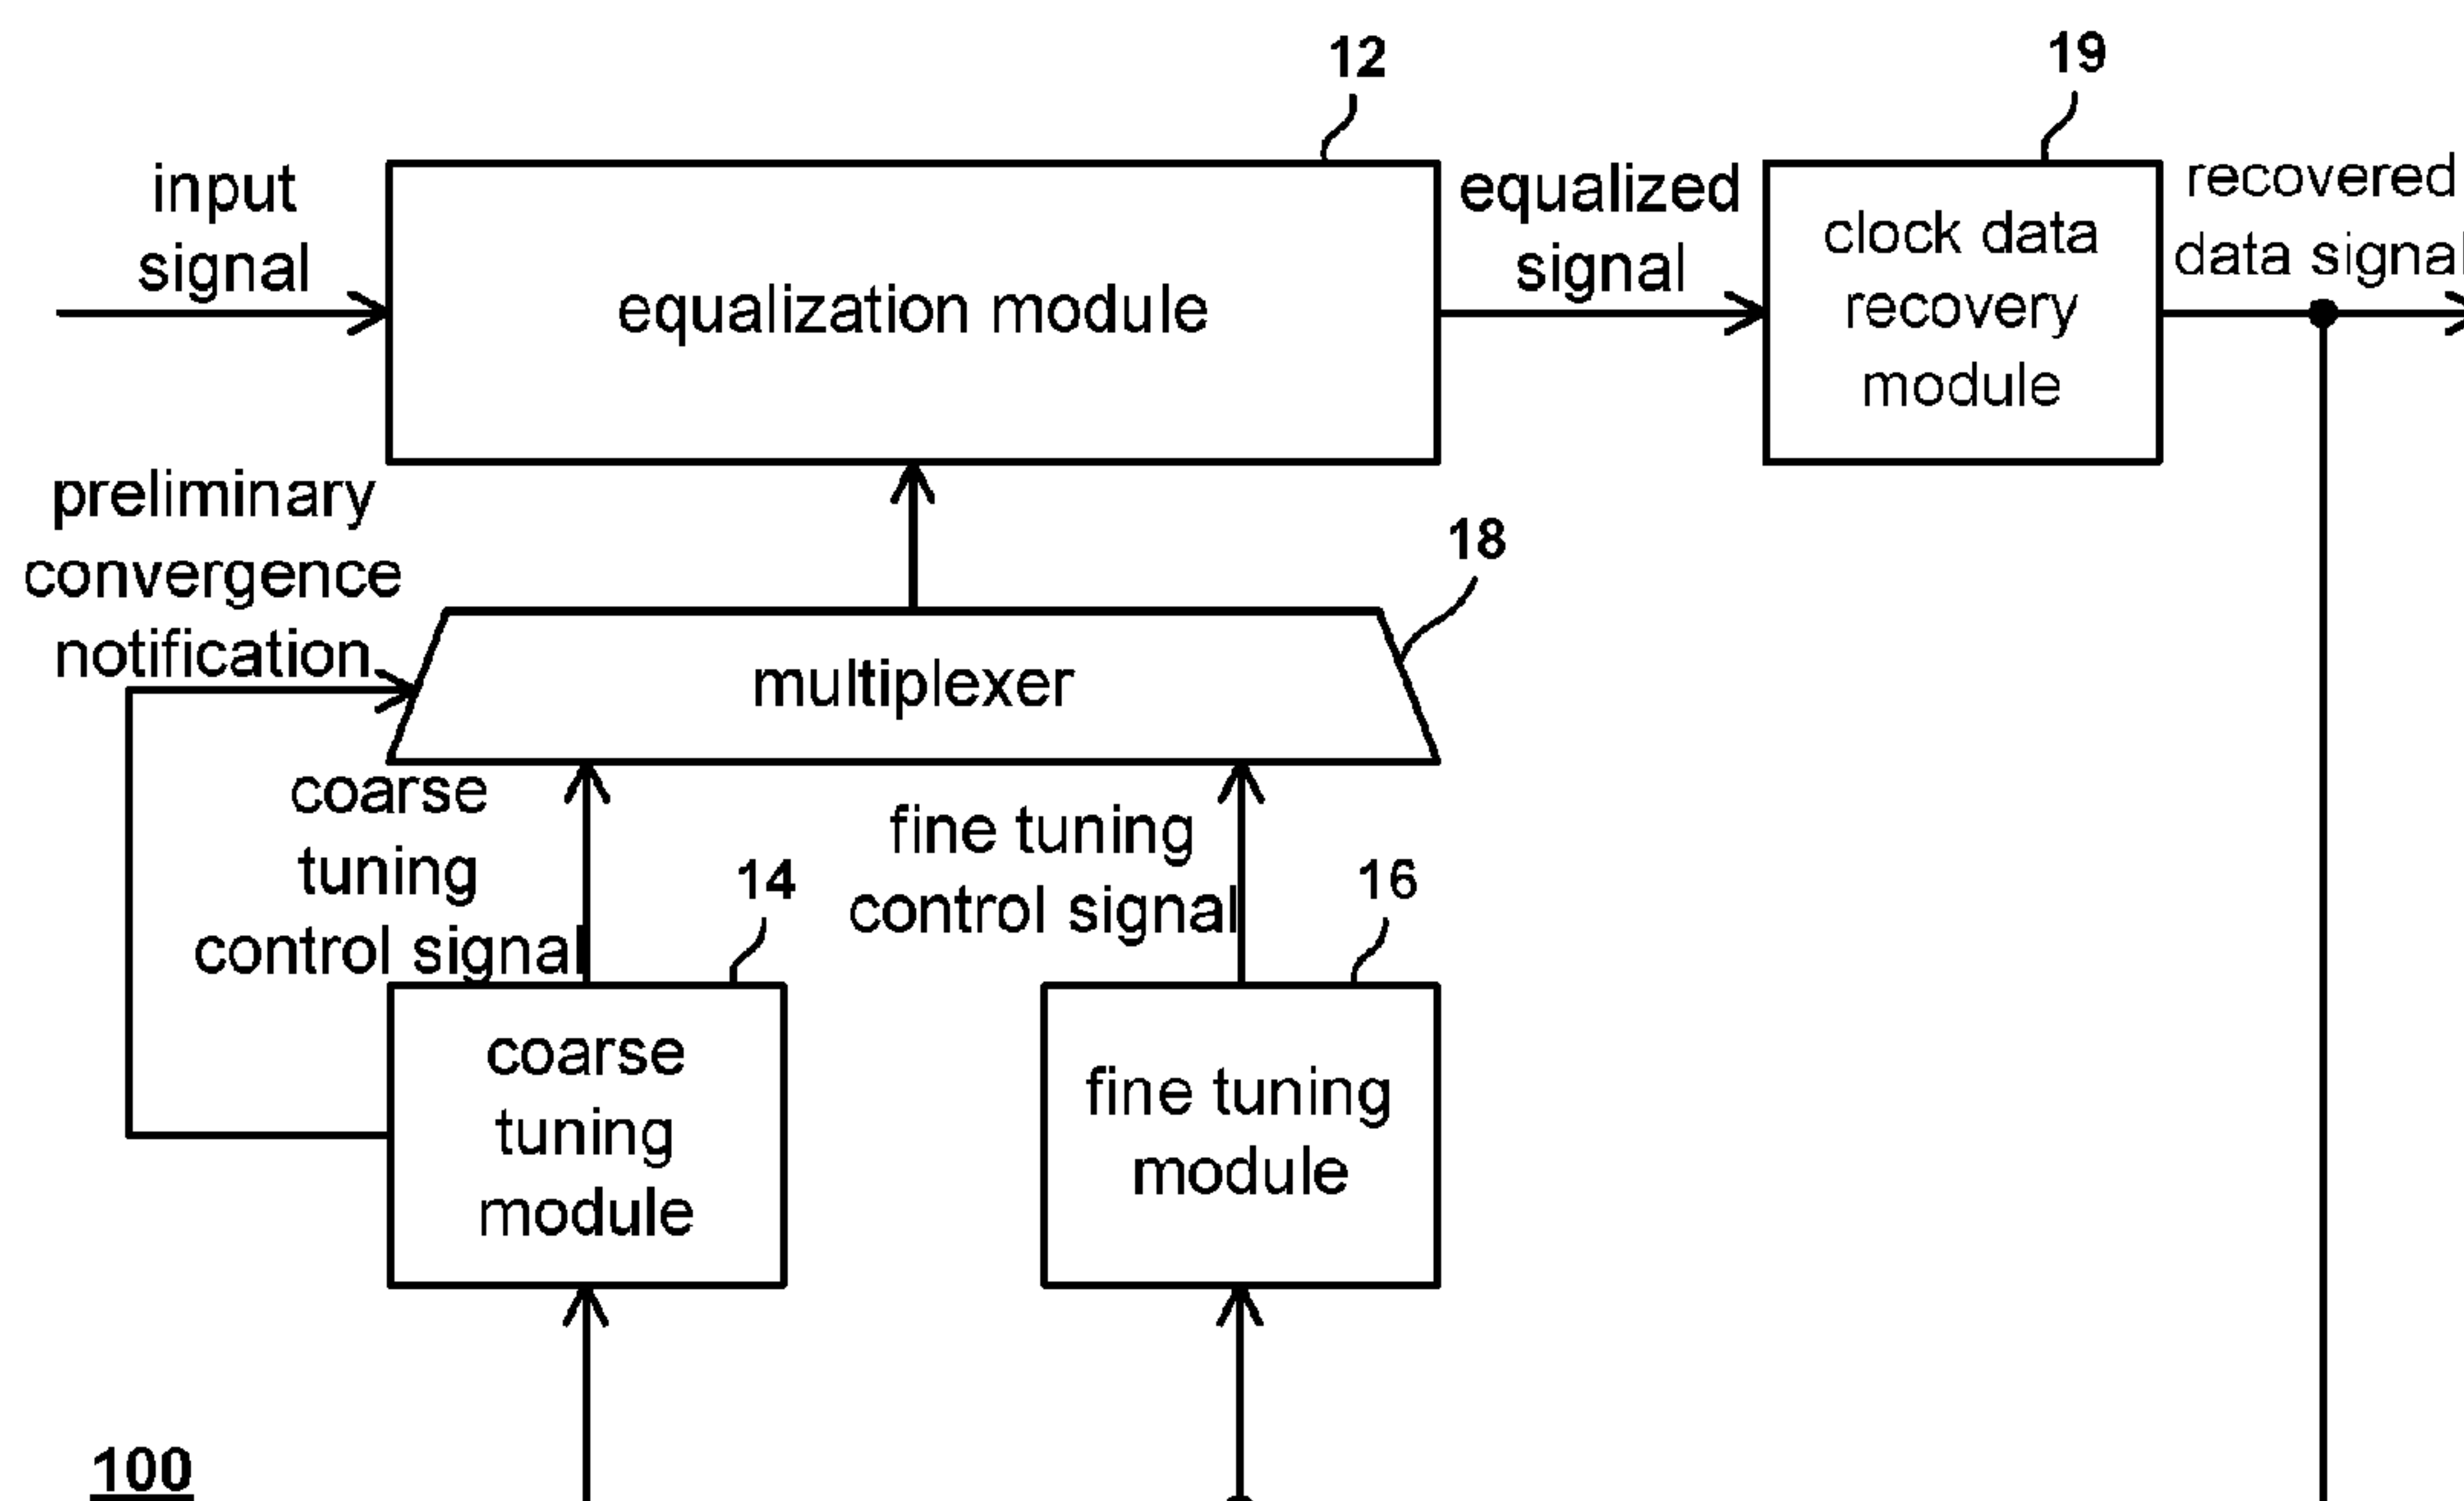 12
19
input
signal
equalization module
equalized
signal
clock data
recovery
module
recovered
data signal
preliminary
convergence
notification
18
multiplexer
coarse
tuning
control signal
14
fine tuning
control signal
16
coarse
tuning
module
fine tuning
module
100